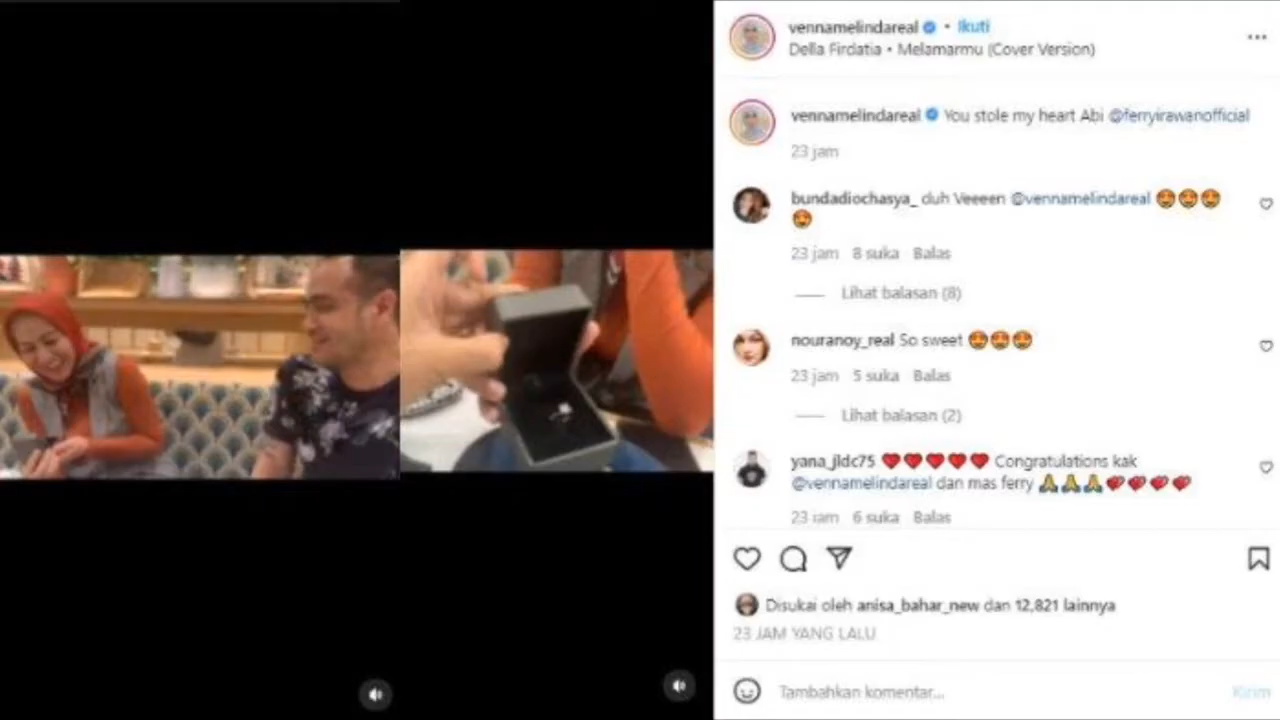 vennamelindareal • Ikuti
Della Firdatia • Melamarmu (Cover Version)
vennamelindareal You stole my heart Abi @ferryirawanofficial
23 jam
bundadiochasya_ duh Veeeen @vennamelindareal 🤩🤩🤩
🤩
23 jam 8 suka Balas
Lihat balasan (8)
nouranoy_real So sweet 🤩🤩🤩
23 jam 5 suka Balas
Lihat balasan (2)
yana_jldc75 ❤️❤️❤️❤️❤️ Congratulations kak
@vennamelindareal dan mas ferry 🙏🙏🙏💕💕💕💕
23 jam 6 suka Balas
Disukai oleh anisa_bahar_new dan 12,821 lainnya
23 JAM YANG LALU
Tambahkan komentar... Kirim